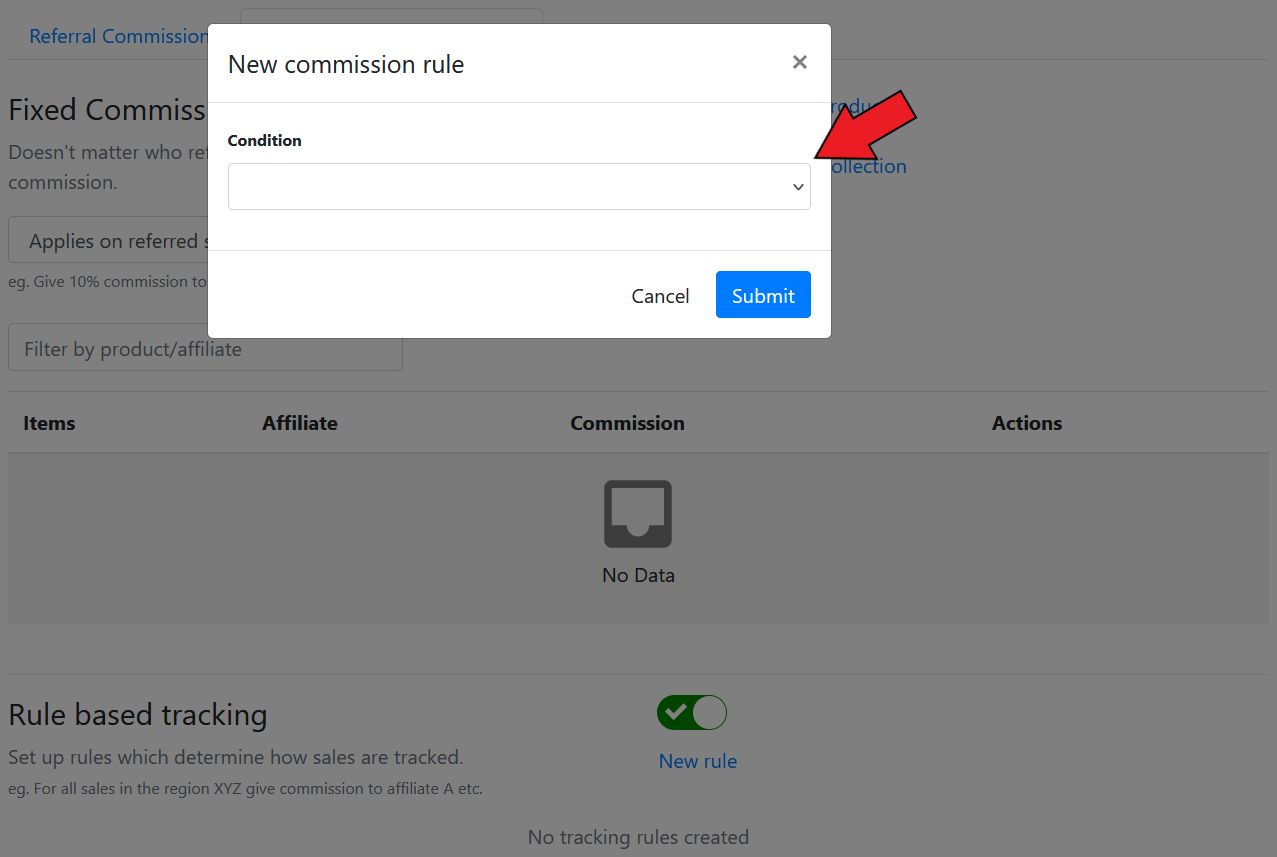 Referral Commission
New commission rule
×
Fixed Commiss
Condition
Doesn't matter who ref
commission.
ollection
Applies on referred s
eg. Give 10% commission to
Cancel
Submit
Filter by product/affiliate
Items Affiliate Commission Actions
No Data
Rule based tracking
Set up rules which determine how sales are tracked.
New rule
eg. For all sales in the region XYZ give commission to affiliate A etc.
No tracking rules created